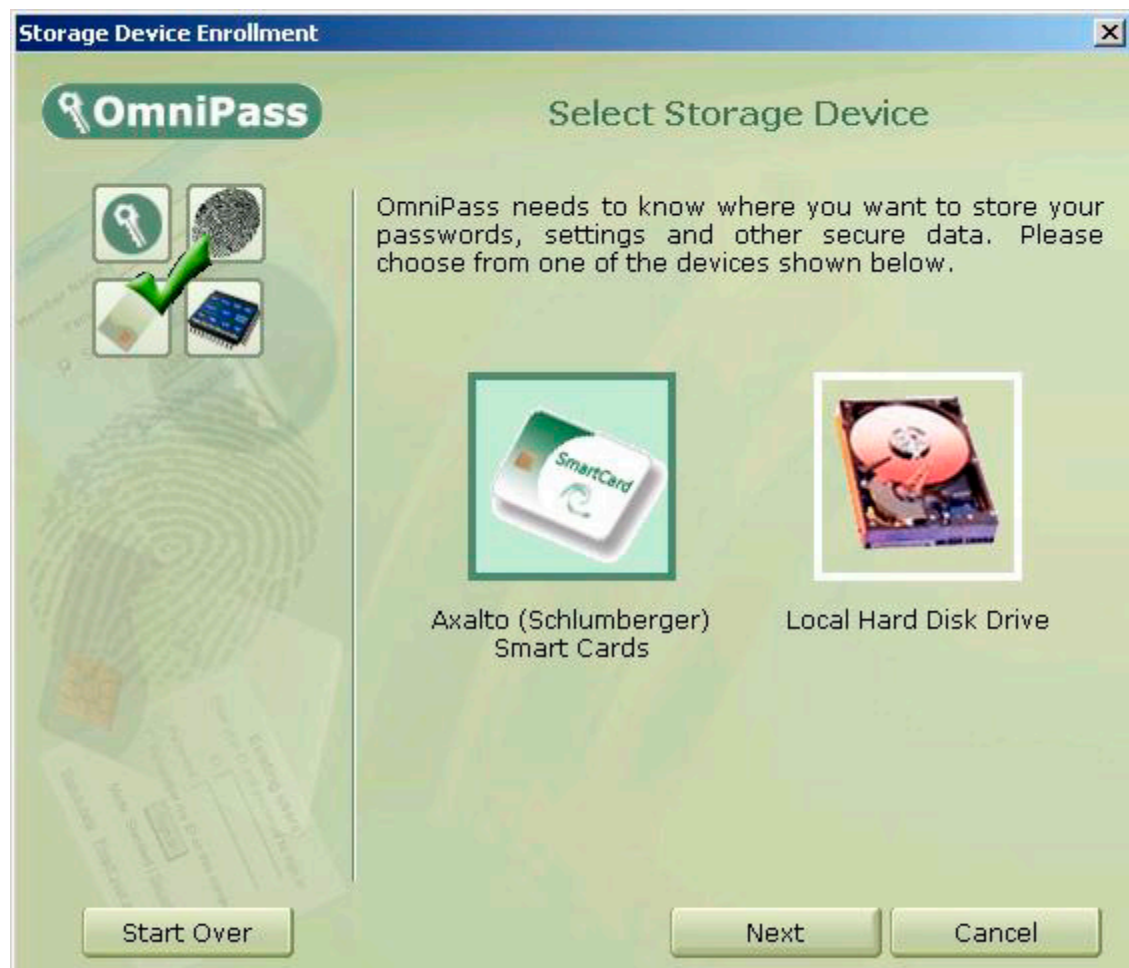 Storage Device Enrollment
OmniPass
Select Storage Device
OmniPass needs to know where you want to store your
passwords, settings and other secure data. Please
choose from one of the devices shown below.
SmartCard
Axalto (Schlumberger)
Smart Cards
Local Hard Disk Drive
Start Over
Next
Cancel